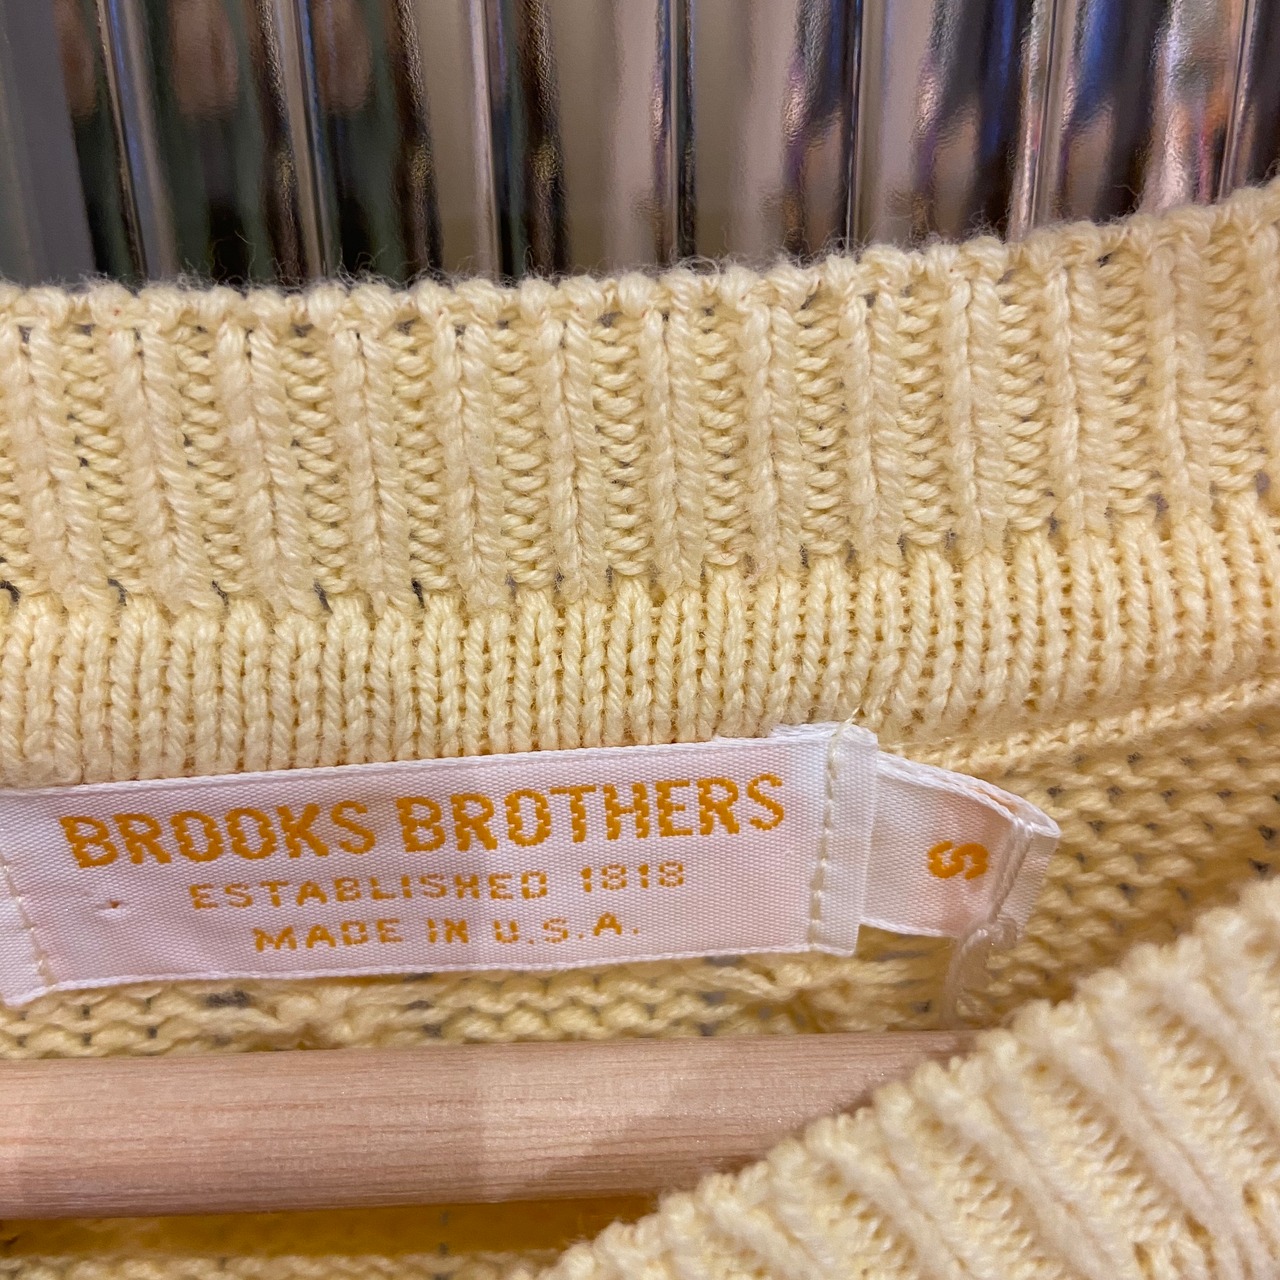 BROOKS BROTHERS
ESTABLISHED 1818
MADE IN U.S.A.
S